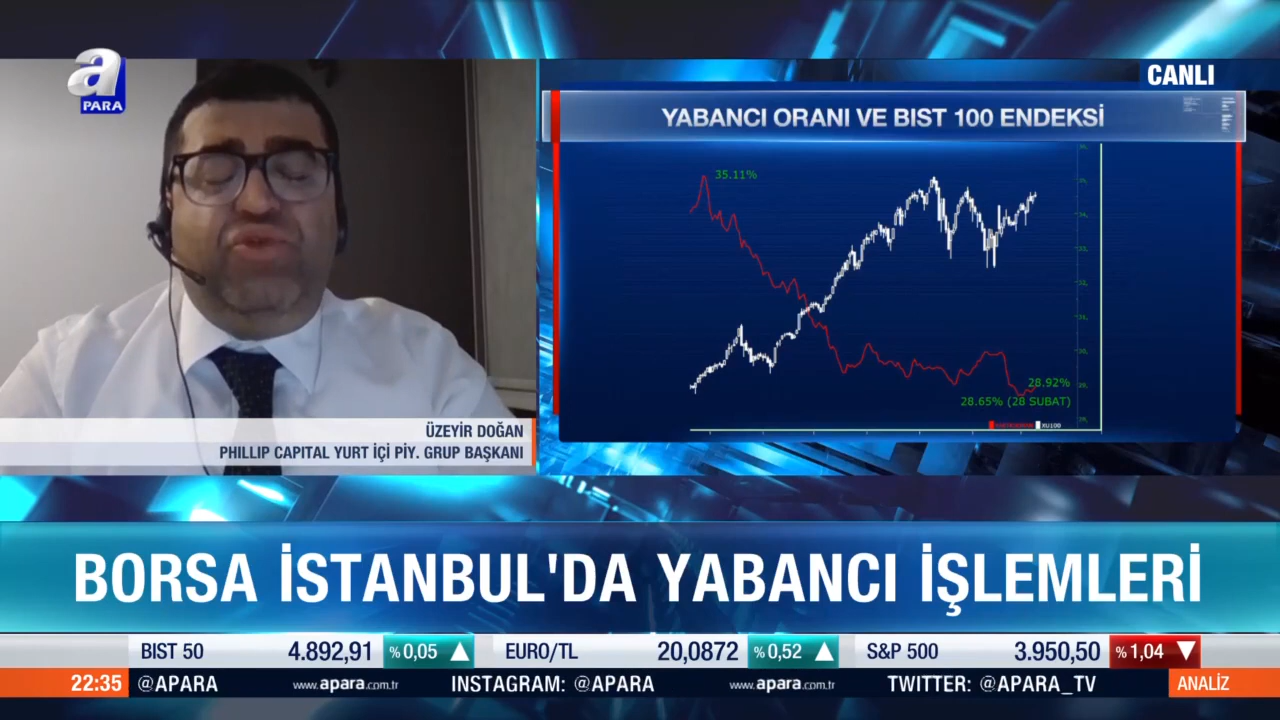 a
PARA
CANLI
YABANCI ORANI VE BIST 100 ENDEKSİ
35.11%
28.92%
28.65% (28 SUBAT)
XU100
ÜZEYİR DOĞAN
PHILLIP CAPITAL YURT İÇİ PİY. GRUP BAŞKANI
BORSA İSTANBUL'DA YABANCI İŞLEMLERİ
BIST 50 4.892,91 %0,05 EURO/TL 20,0872 %0,52 S&P 500 3.950,50 %1,04
22:35 @APARA www.apara.com.tr INSTAGRAM: @APARA www.apara.com.tr TWITTER: @APARA_TV ANALİZ